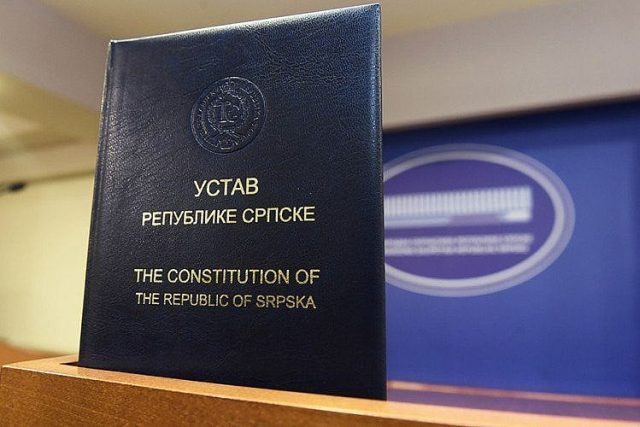 УСТАВ
РЕПУБЛИКЕ СРПСКЕ
THE CONSTITUTION OF
THE REPUBLIC OF SRPSKA